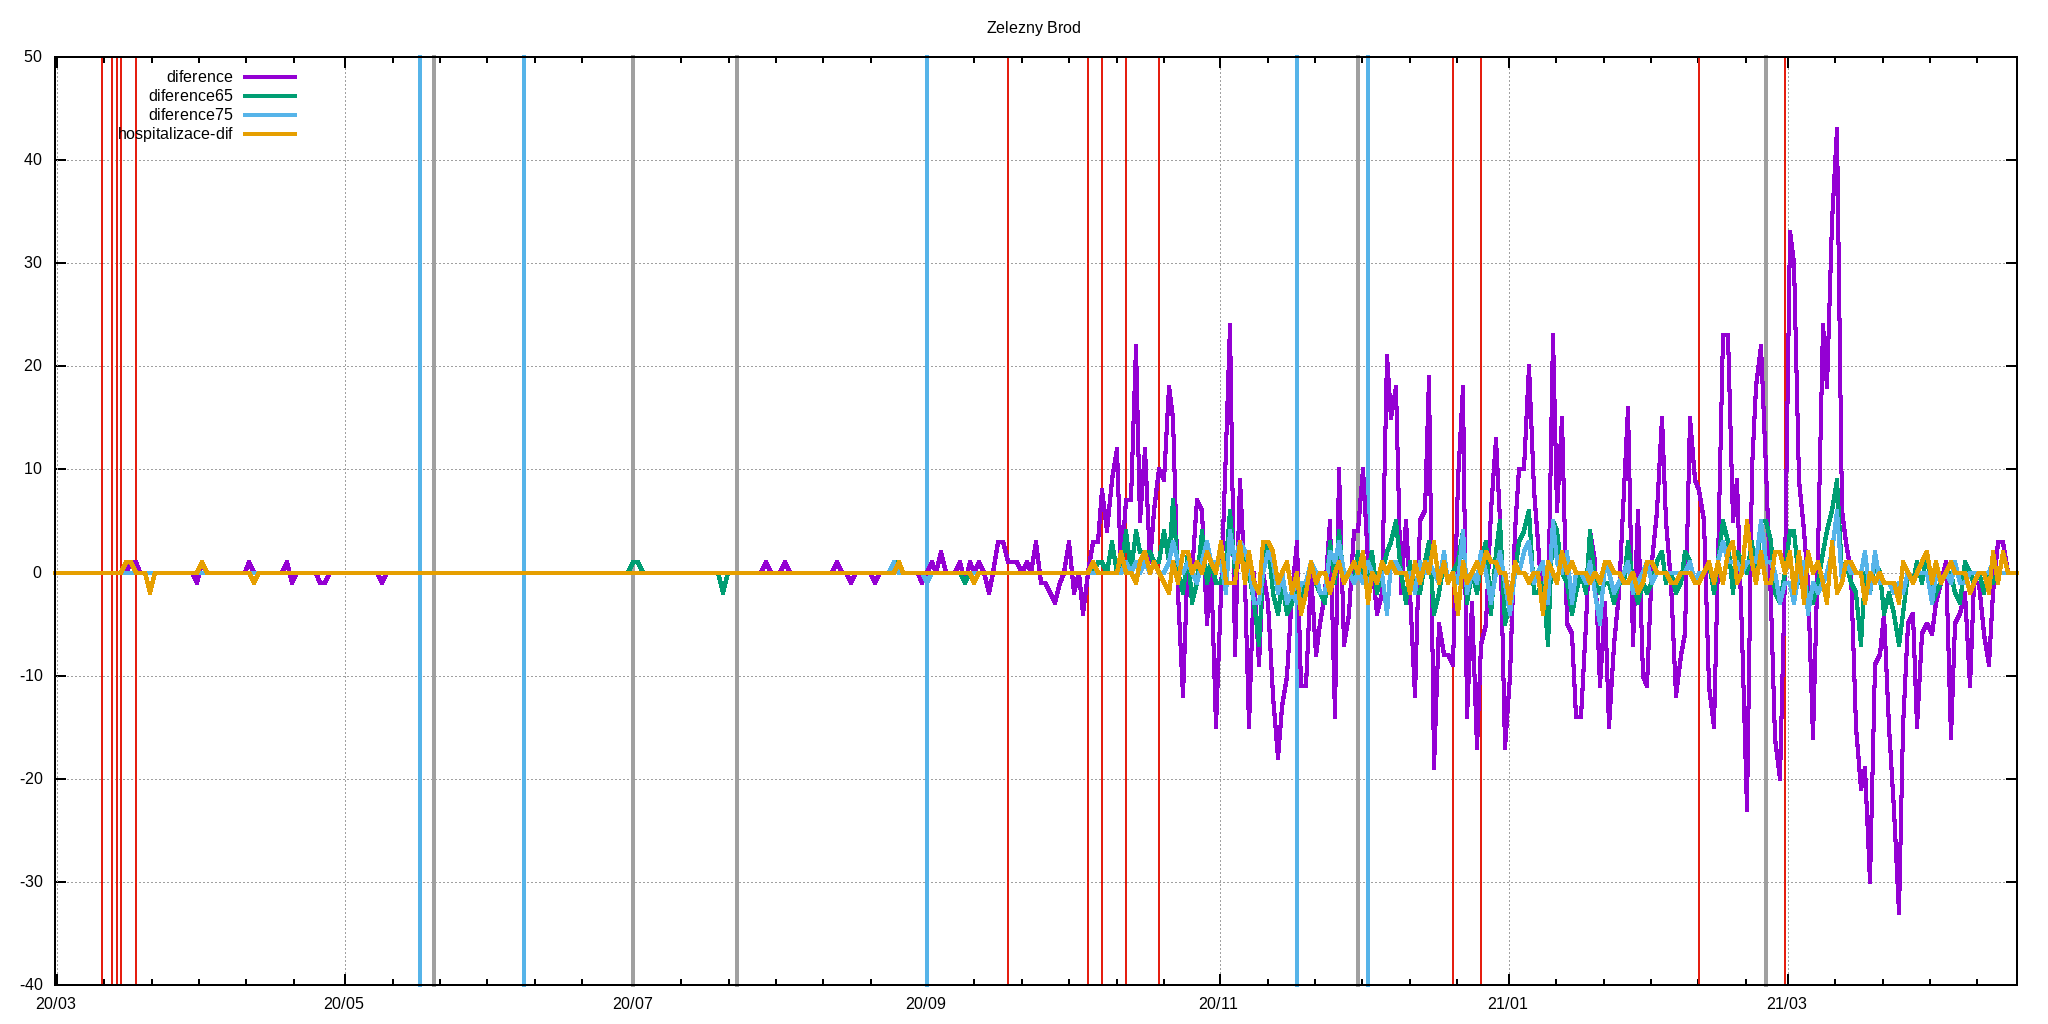 Zelezny Brod
50
40
30
20
10
0
-10
-20
-30
-40
diference
diference65
diference75
hospitalizace-dif
20/03 20/05 20/07 20/09 20/11 21/01 21/03